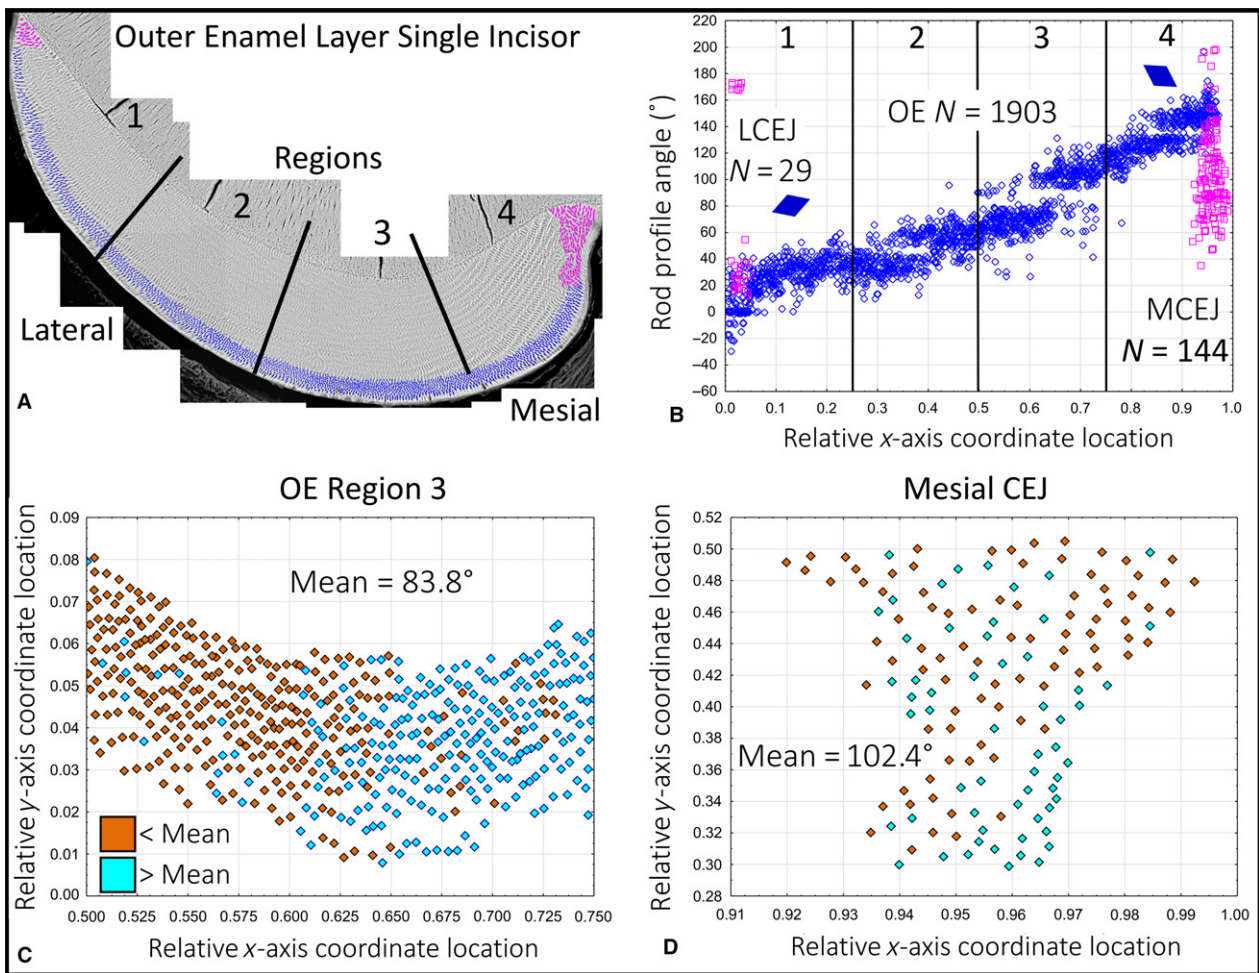 Outer Enamel Layer Single Incisor
1
Regions
2
3
4
Lateral
Mesial
A
220
200
180
160
140
120
100
80
60
40
20
0
−20
−40
−60
Rod profile angle (°)
1 2 3 4
OE N = 1903
LCEJ
N = 29
MCEJ
N = 144
0.0 0.1 0.2 0.3 0.4 0.5 0.6 0.7 0.8 0.9 1.0
Relative x-axis coordinate location
B
OE Region 3
0.09
0.08
0.07
0.06
0.05
0.04
0.03
0.02
0.01
0.00
Relative y-axis coordinate location
Mean = 83.8°
< Mean
> Mean
0.500 0.525 0.550 0.575 0.600 0.625 0.650 0.675 0.700 0.725 0.750
Relative x-axis coordinate location
C
Mesial CEJ
0.52
0.50
0.48
0.46
0.44
0.42
0.40
0.38
0.36
0.34
0.32
0.30
0.28
Relative y-axis coordinate location
Mean = 102.4°
0.91 0.92 0.93 0.94 0.95 0.96 0.97 0.98 0.99 1.00
Relative x-axis coordinate location
D